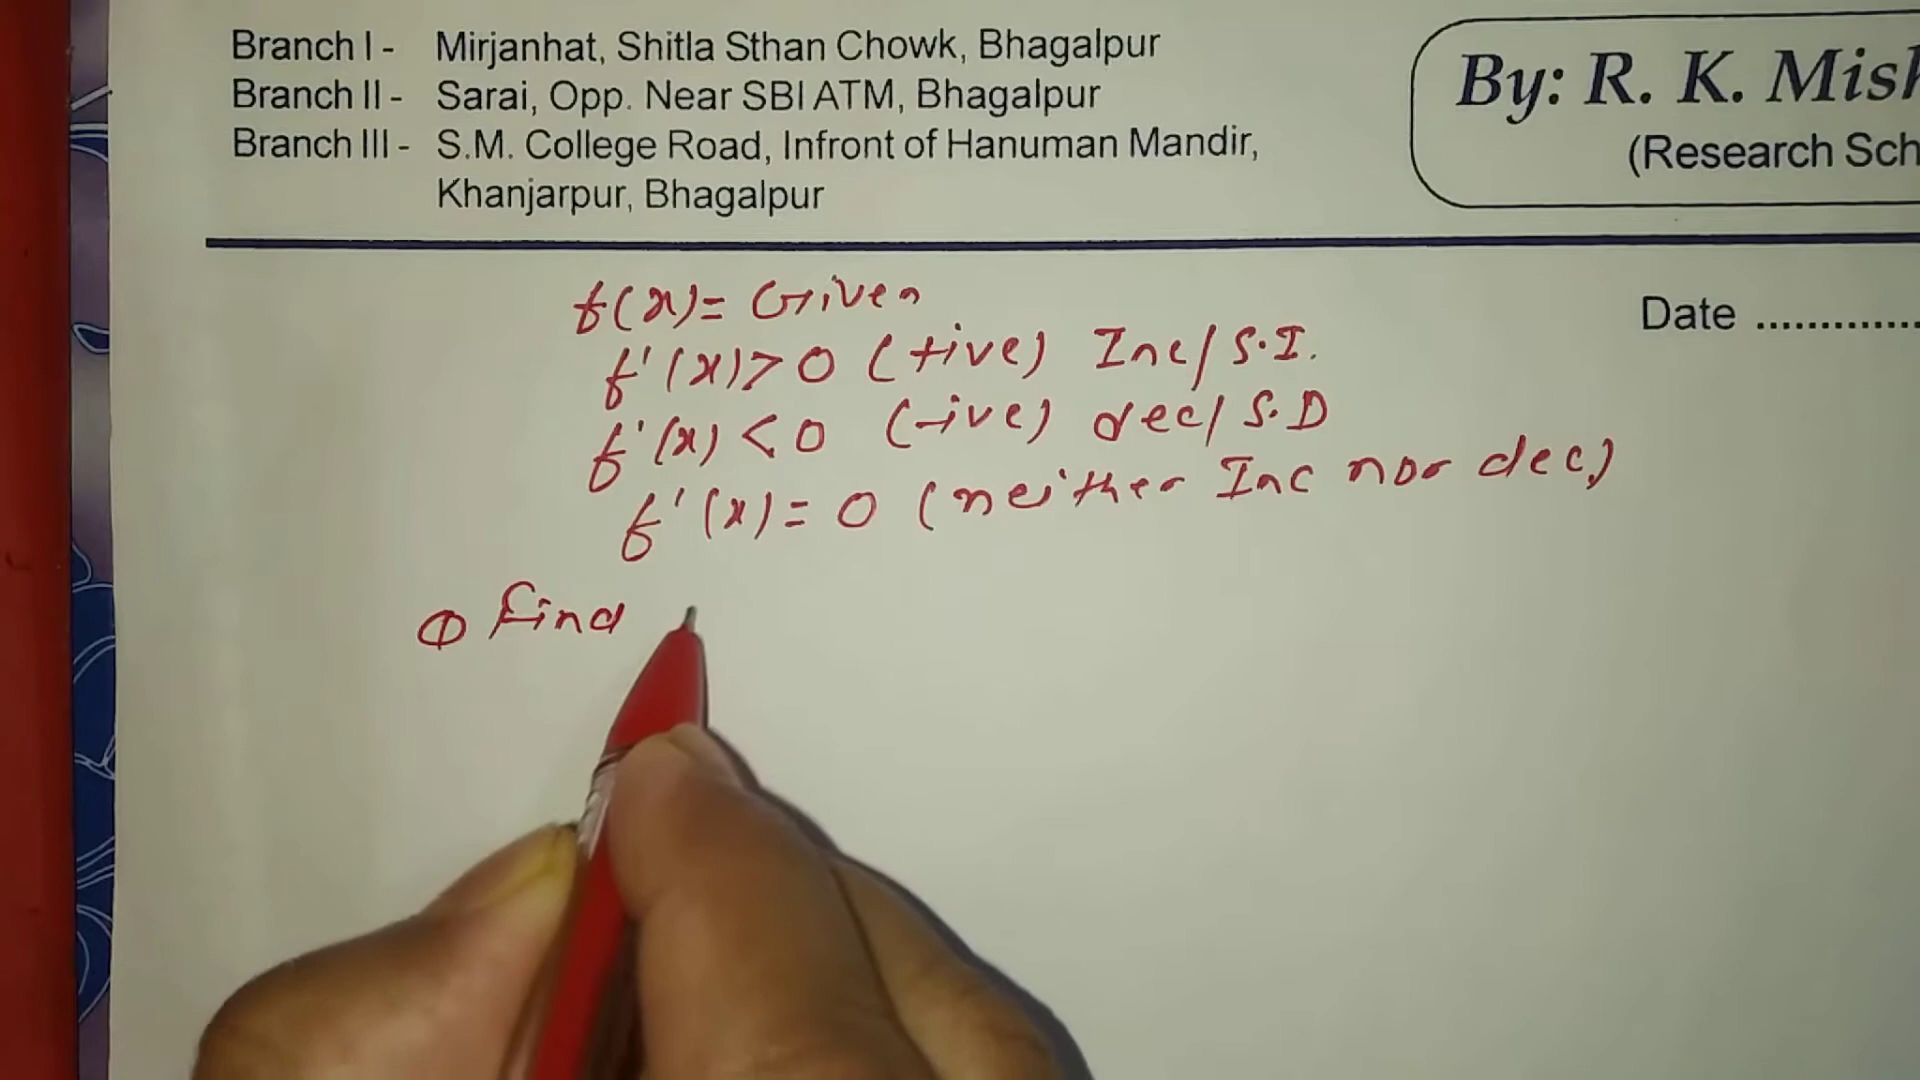 Branch I - Mirjanhat, Shitla Sthan Chowk, Bhagalpur
Branch II - Sarai, Opp. Near SBI ATM, Bhagalpur
Branch III - S.M. College Road, Infront of Hanuman Mandir,
Khanjarpur, Bhagalpur
By: R. K. Mish
(Research Sch
Date ..............
f(x) = Given
f'(x) > 0 (+ive) Inc/ S.I.
f'(x) < 0 (-ive) dec/ S.D
f'(x) = 0 (neither Inc nor dec)
① Find